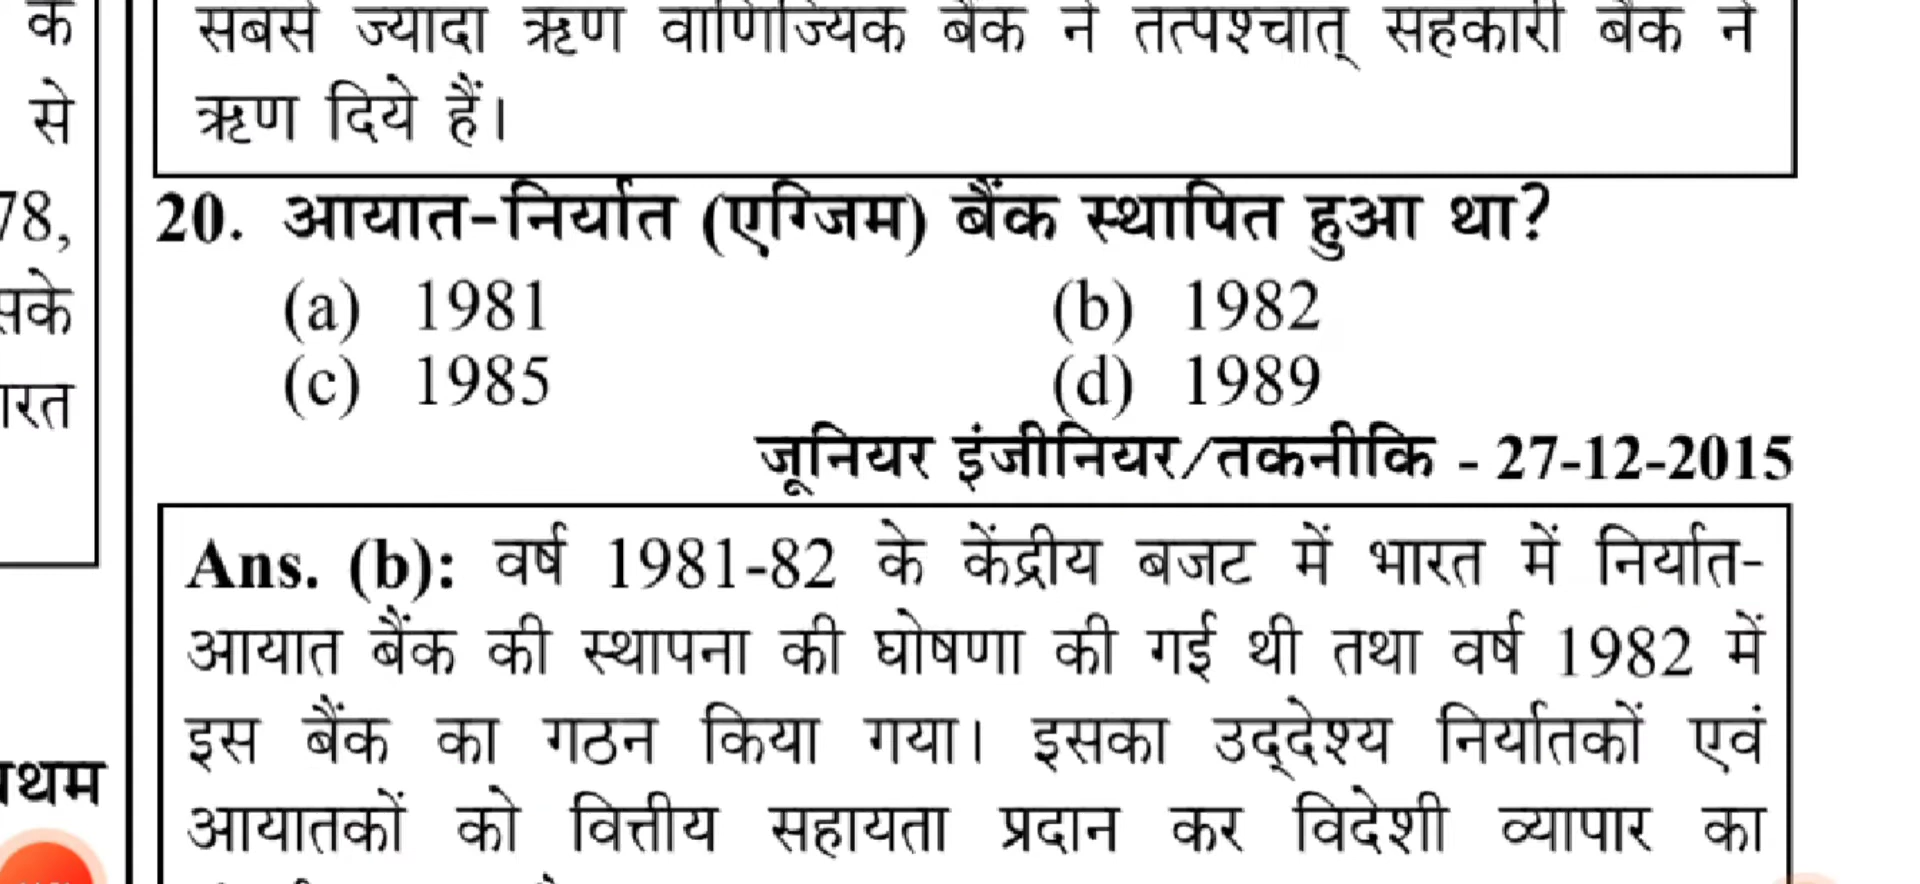 क
से
78,
सके
रत
थम
सबसे ज्यादा ऋण वाणिज्यिक बैंक ने तत्पश्चात् सहकारी बैंक ने
ऋण दिये हैं।
20. आयात-निर्यात (एग्जिम) बैंक स्थापित हुआ था?
(a) 1981 (b) 1982
(c) 1985 (d) 1989
जूनियर इंजीनियर/तकनीकि - 27-12-2015
Ans. (b): वर्ष 1981-82 के केंद्रीय बजट में भारत में निर्यात-
आयात बैंक की स्थापना की घोषणा की गई थी तथा वर्ष 1982 में
इस बैंक का गठन किया गया। इसका उद्देश्य निर्यातकों एवं
आयातकों को वित्तीय सहायता प्रदान कर विदेशी व्यापार का